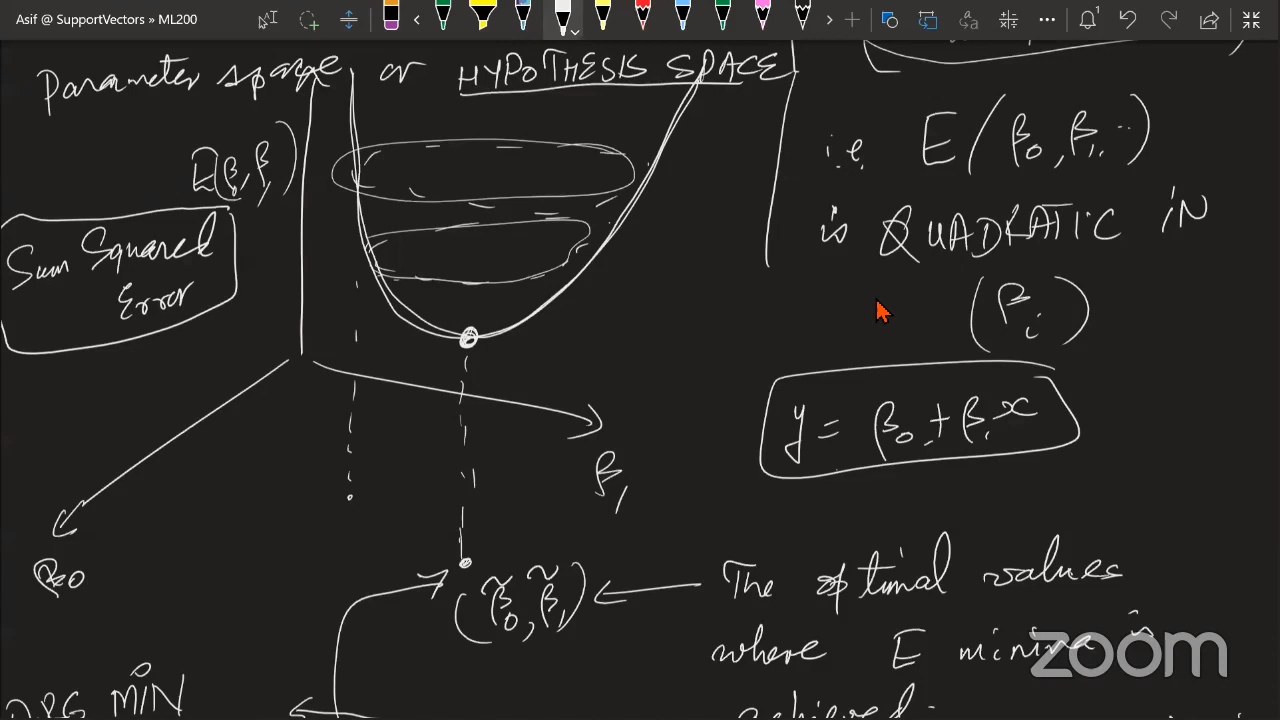 Asif @ SupportVectors » ML200
Parameter space or HYPOTHESIS SPACE
E(β₀, β₁)
Sum Squared
Error
β₁
β₀
(β̃₀, β̃₁)
ARG MIN
i.e. E(β₀, β₁, ..)
is QUADRATIC IN
(βᵢ)
y = β₀ + β₁x
The optimal values
where E minima is
achieved.
zoom